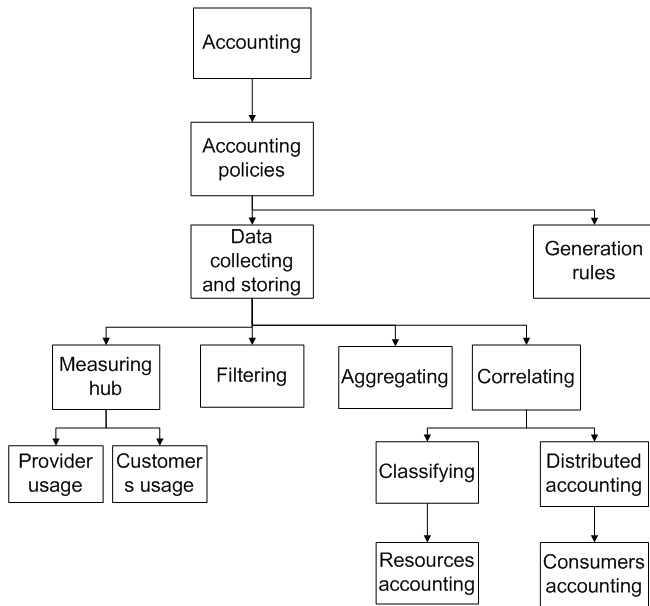 Accounting
Accounting
policies
Data
collecting
and storing
Generation
rules
Measuring
hub
Filtering
Aggregating
Correlating
Provider
usage
Customer
s usage
Classifying
Distributed
accounting
Resources
accounting
Consumers
accounting